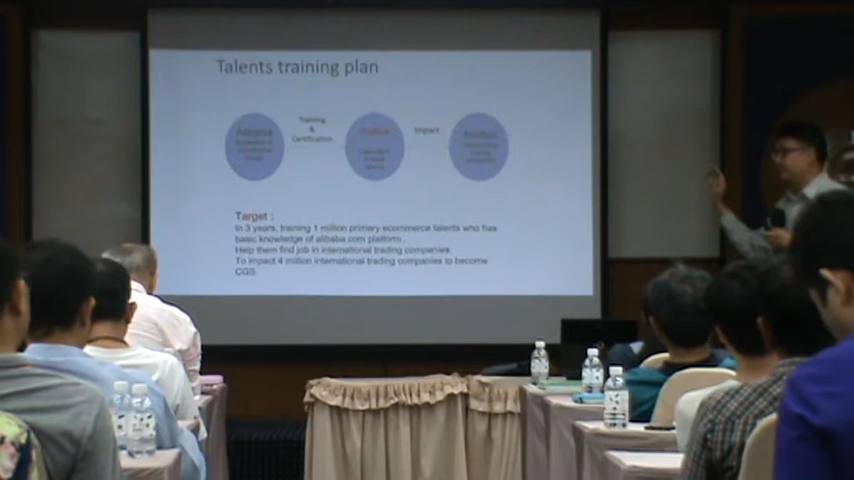 Talents training plan
Training
&
Certification
Impact
Target :
In 3 years, training 1 million primary ecommerce talents who has
basic knowledge of alibaba.com platform .
Help them find job in international trading companies.
To impact 4 million international trading companies to become
CGS